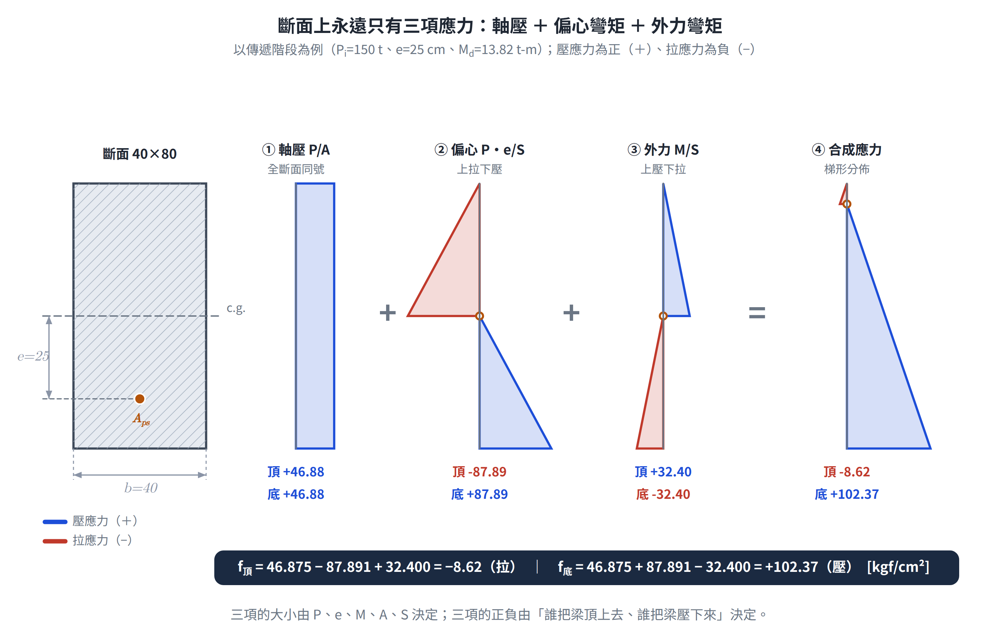 斷面上永遠只有三項應力：軸壓 ＋ 偏心彎矩 ＋ 外力彎矩
以傳遞階段為例（Pi=150 t、e=25 cm、Md=13.82 t-m）；壓應力為正（＋）、拉應力為負（−）
斷面 40×80
① 軸壓 P/A
全斷面同號
② 偏心 P·e/S
上拉下壓
③ 外力 M/S
上壓下拉
④ 合成應力
梯形分佈
+
+
=
c.g.
e=25
Aps
b=40
頂 +46.88
底 +46.88
頂 -87.89
底 +87.89
頂 +32.40
底 -32.40
頂 -8.62
底 +102.37
壓應力（＋）
拉應力（−）
f頂 = 46.875 − 87.891 + 32.400 = −8.62（拉） ｜ f底 = 46.875 + 87.891 − 32.400 = +102.37（壓） [kgf/cm²]
三項的大小由 P、e、M、A、S 決定；三項的正負由「誰把梁頂上去、誰把梁壓下來」決定。